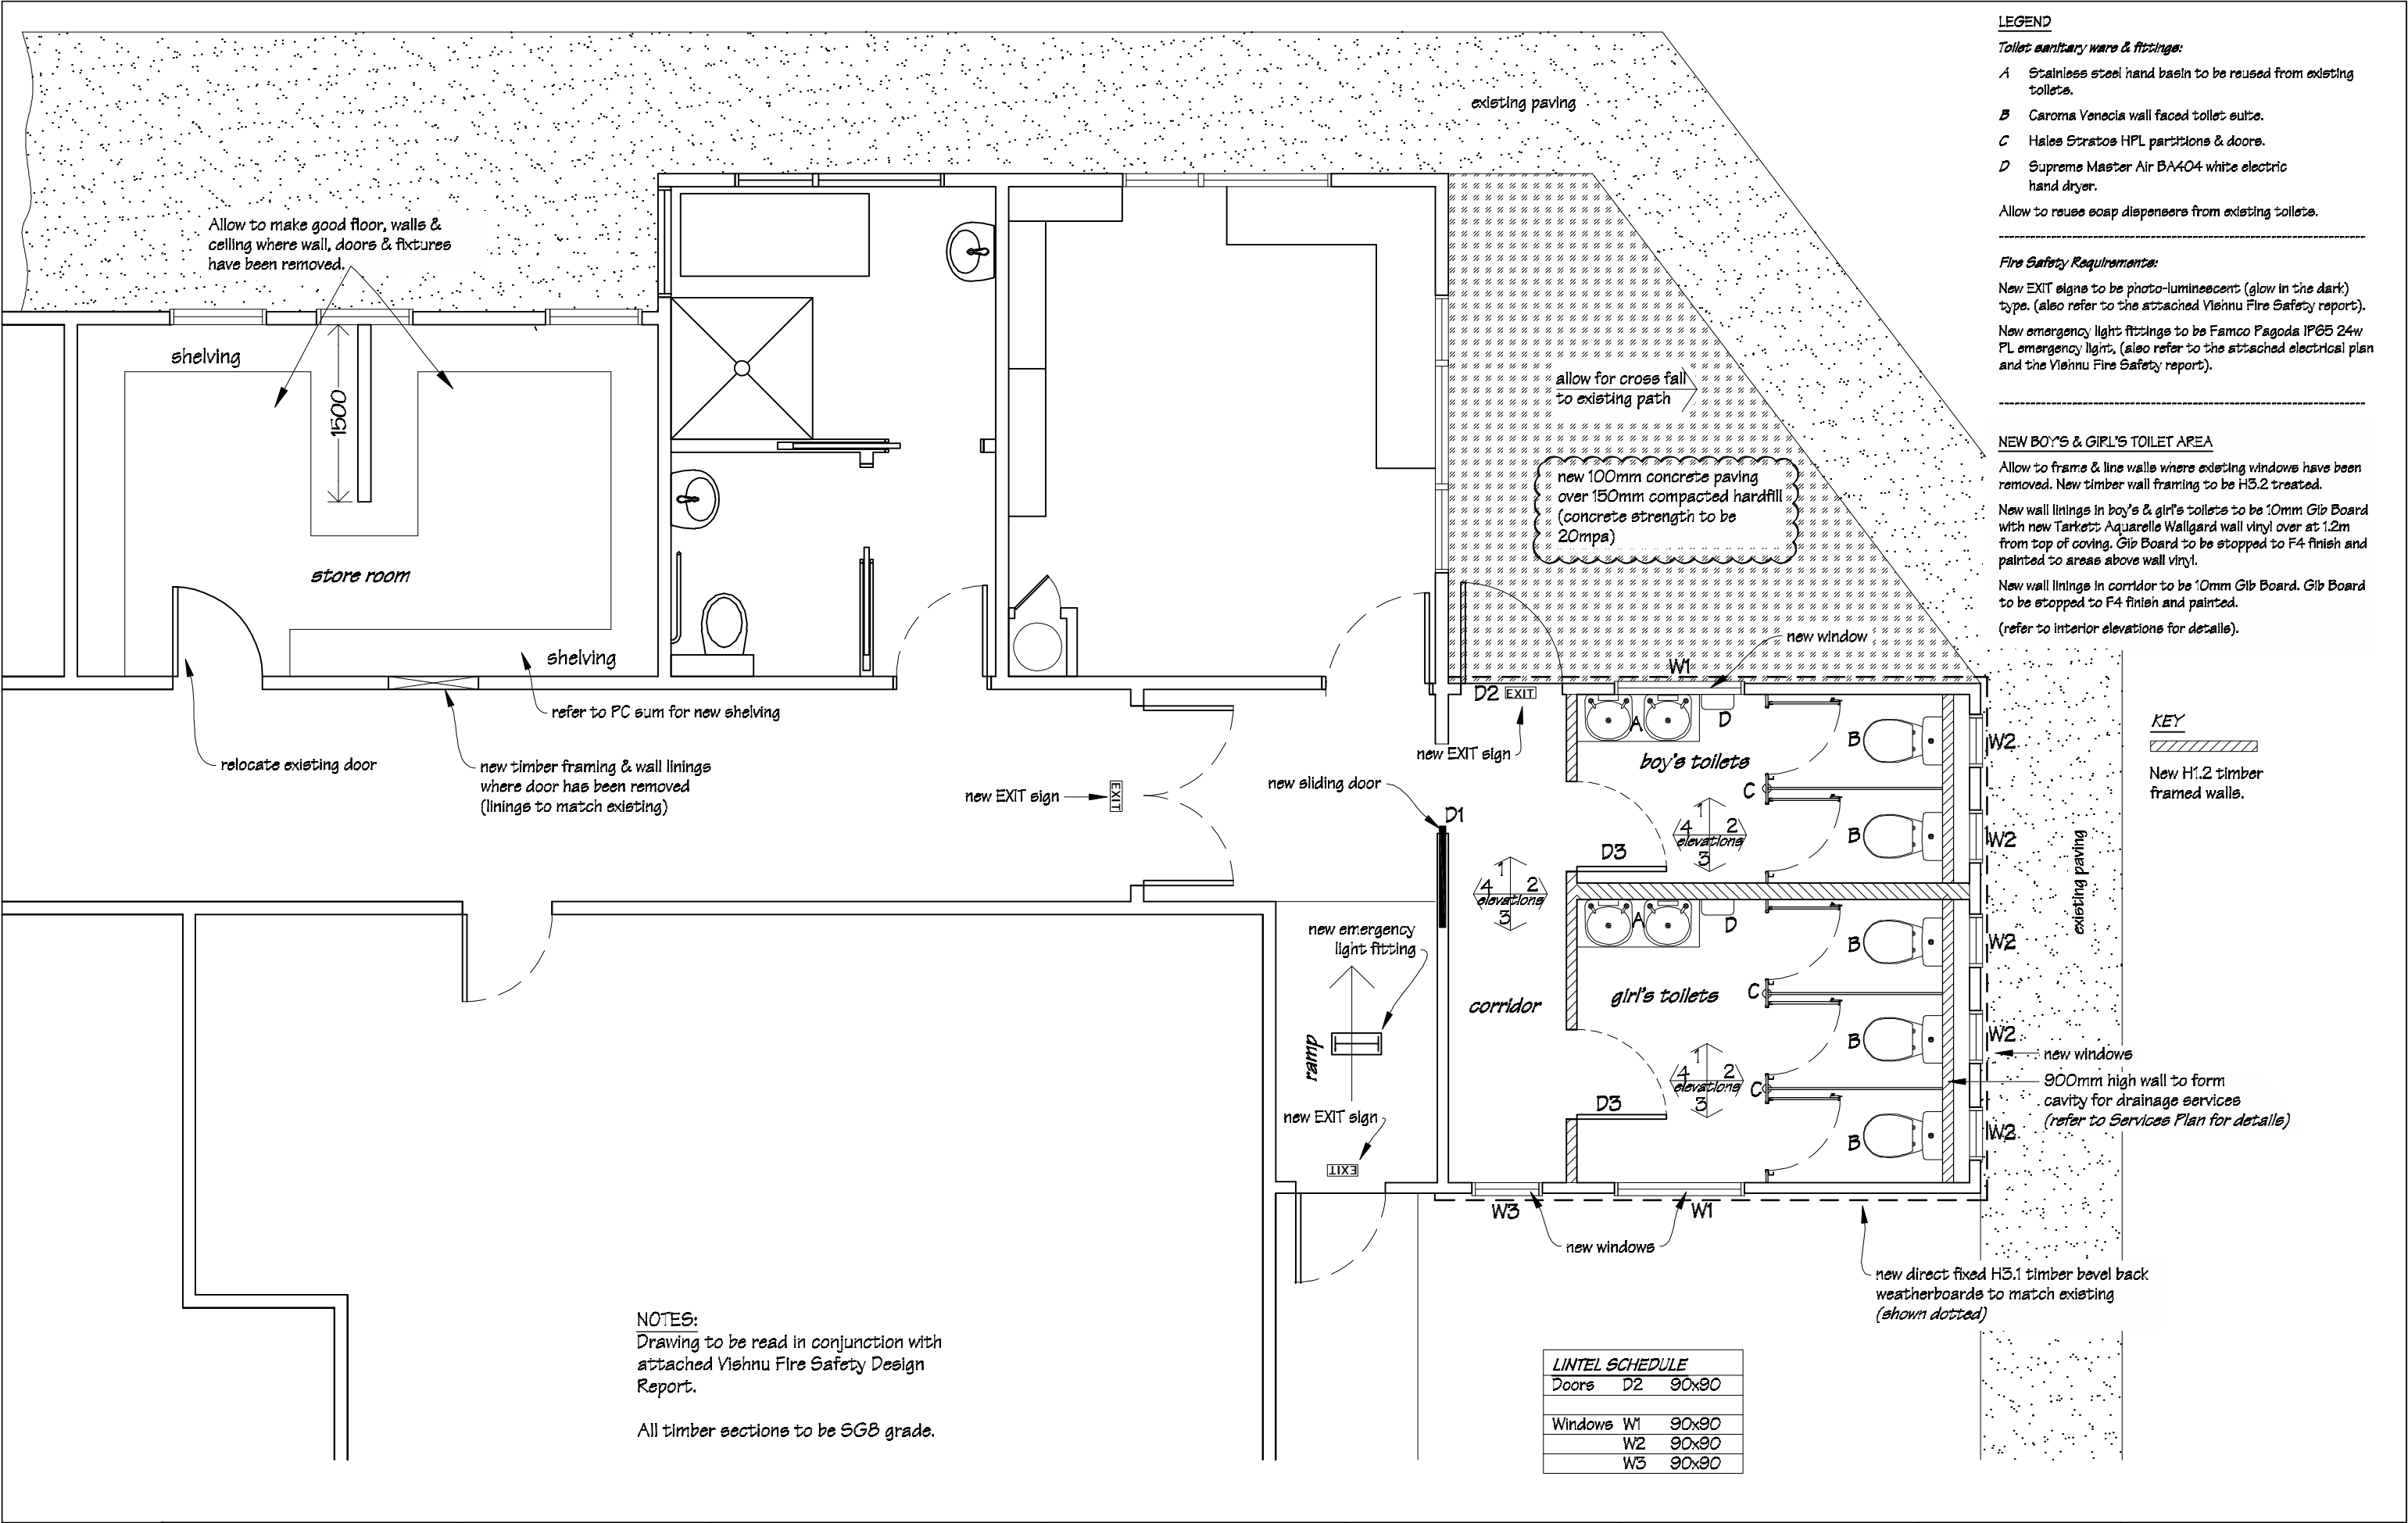 existing paving
Allow to make good floor, walls &
ceiling where wall, doors & fixtures
have been removed.
shelving
1500
store room
shelving
refer to PC sum for new shelving
relocate existing door
new timber framing & wall linings
where door has been removed
(linings to match existing)
new EXIT sign
EXIT
allow for cross fall
to existing path
new 100mm concrete paving
over 150mm compacted hardfill
(concrete strength to be
20mpa)
new window
W1
D2
EXIT
new EXIT sign
new sliding door
D1
A
D
boy's toilets
B
C
B
D3
1
4 2
elevations
3
1
4 2
elevations
3
W2
W2
new emergency
light fitting
ramp
new EXIT sign
EXIT
corridor
A
D
girl's toilets
B
C
B
C
B
D3
1
4 2
elevations
3
W2
W2
W2
existing paving
new windows
900mm high wall to form
cavity for drainage services
(refer to Services Plan for details)
W3
W1
new windows
new direct fixed H3.1 timber bevel back
weatherboards to match existing
(shown dotted)
NOTES:
Drawing to be read in conjunction with
attached Vishnu Fire Safety Design
Report.
All timber sections to be SG8 grade.
LINTEL SCHEDULE
Doors D2 90x90
Windows W1 90x90
W2 90x90
W3 90x90
LEGEND
Toilet sanitary ware & fittings:
A Stainless steel hand basin to be reused from existing
toilets.
B Caroma Venecia wall faced toilet suite.
C Hales Stratos HPL partitions & doors.
D Supreme Master Air BA404 white electric
hand dryer.
Allow to reuse soap dispensers from existing toilets.
Fire Safety Requirements:
New EXIT signs to be photo-luminescent (glow in the dark)
type. (also refer to the attached Vishnu Fire Safety report).
New emergency light fittings to be Famco Pagoda IP65 24w
PL emergency light, (also refer to the attached electrical plan
and the Vishnu Fire Safety report).
NEW BOY'S & GIRL'S TOILET AREA
Allow to frame & line walls where existing windows have been
removed. New timber wall framing to be H3.2 treated.
New wall linings in boy's & girl's toilets to be 10mm Gib Board
with new Tarkett Aquarelle Wallgard wall vinyl over at 1.2m
from top of coving. Gib Board to be stopped to F4 finish and
painted to areas above wall vinyl.
New wall linings in corridor to be 10mm Gib Board. Gib Board
to be stopped to F4 finish and painted.
(refer to interior elevations for details).
KEY
New H1.2 timber
framed walls.